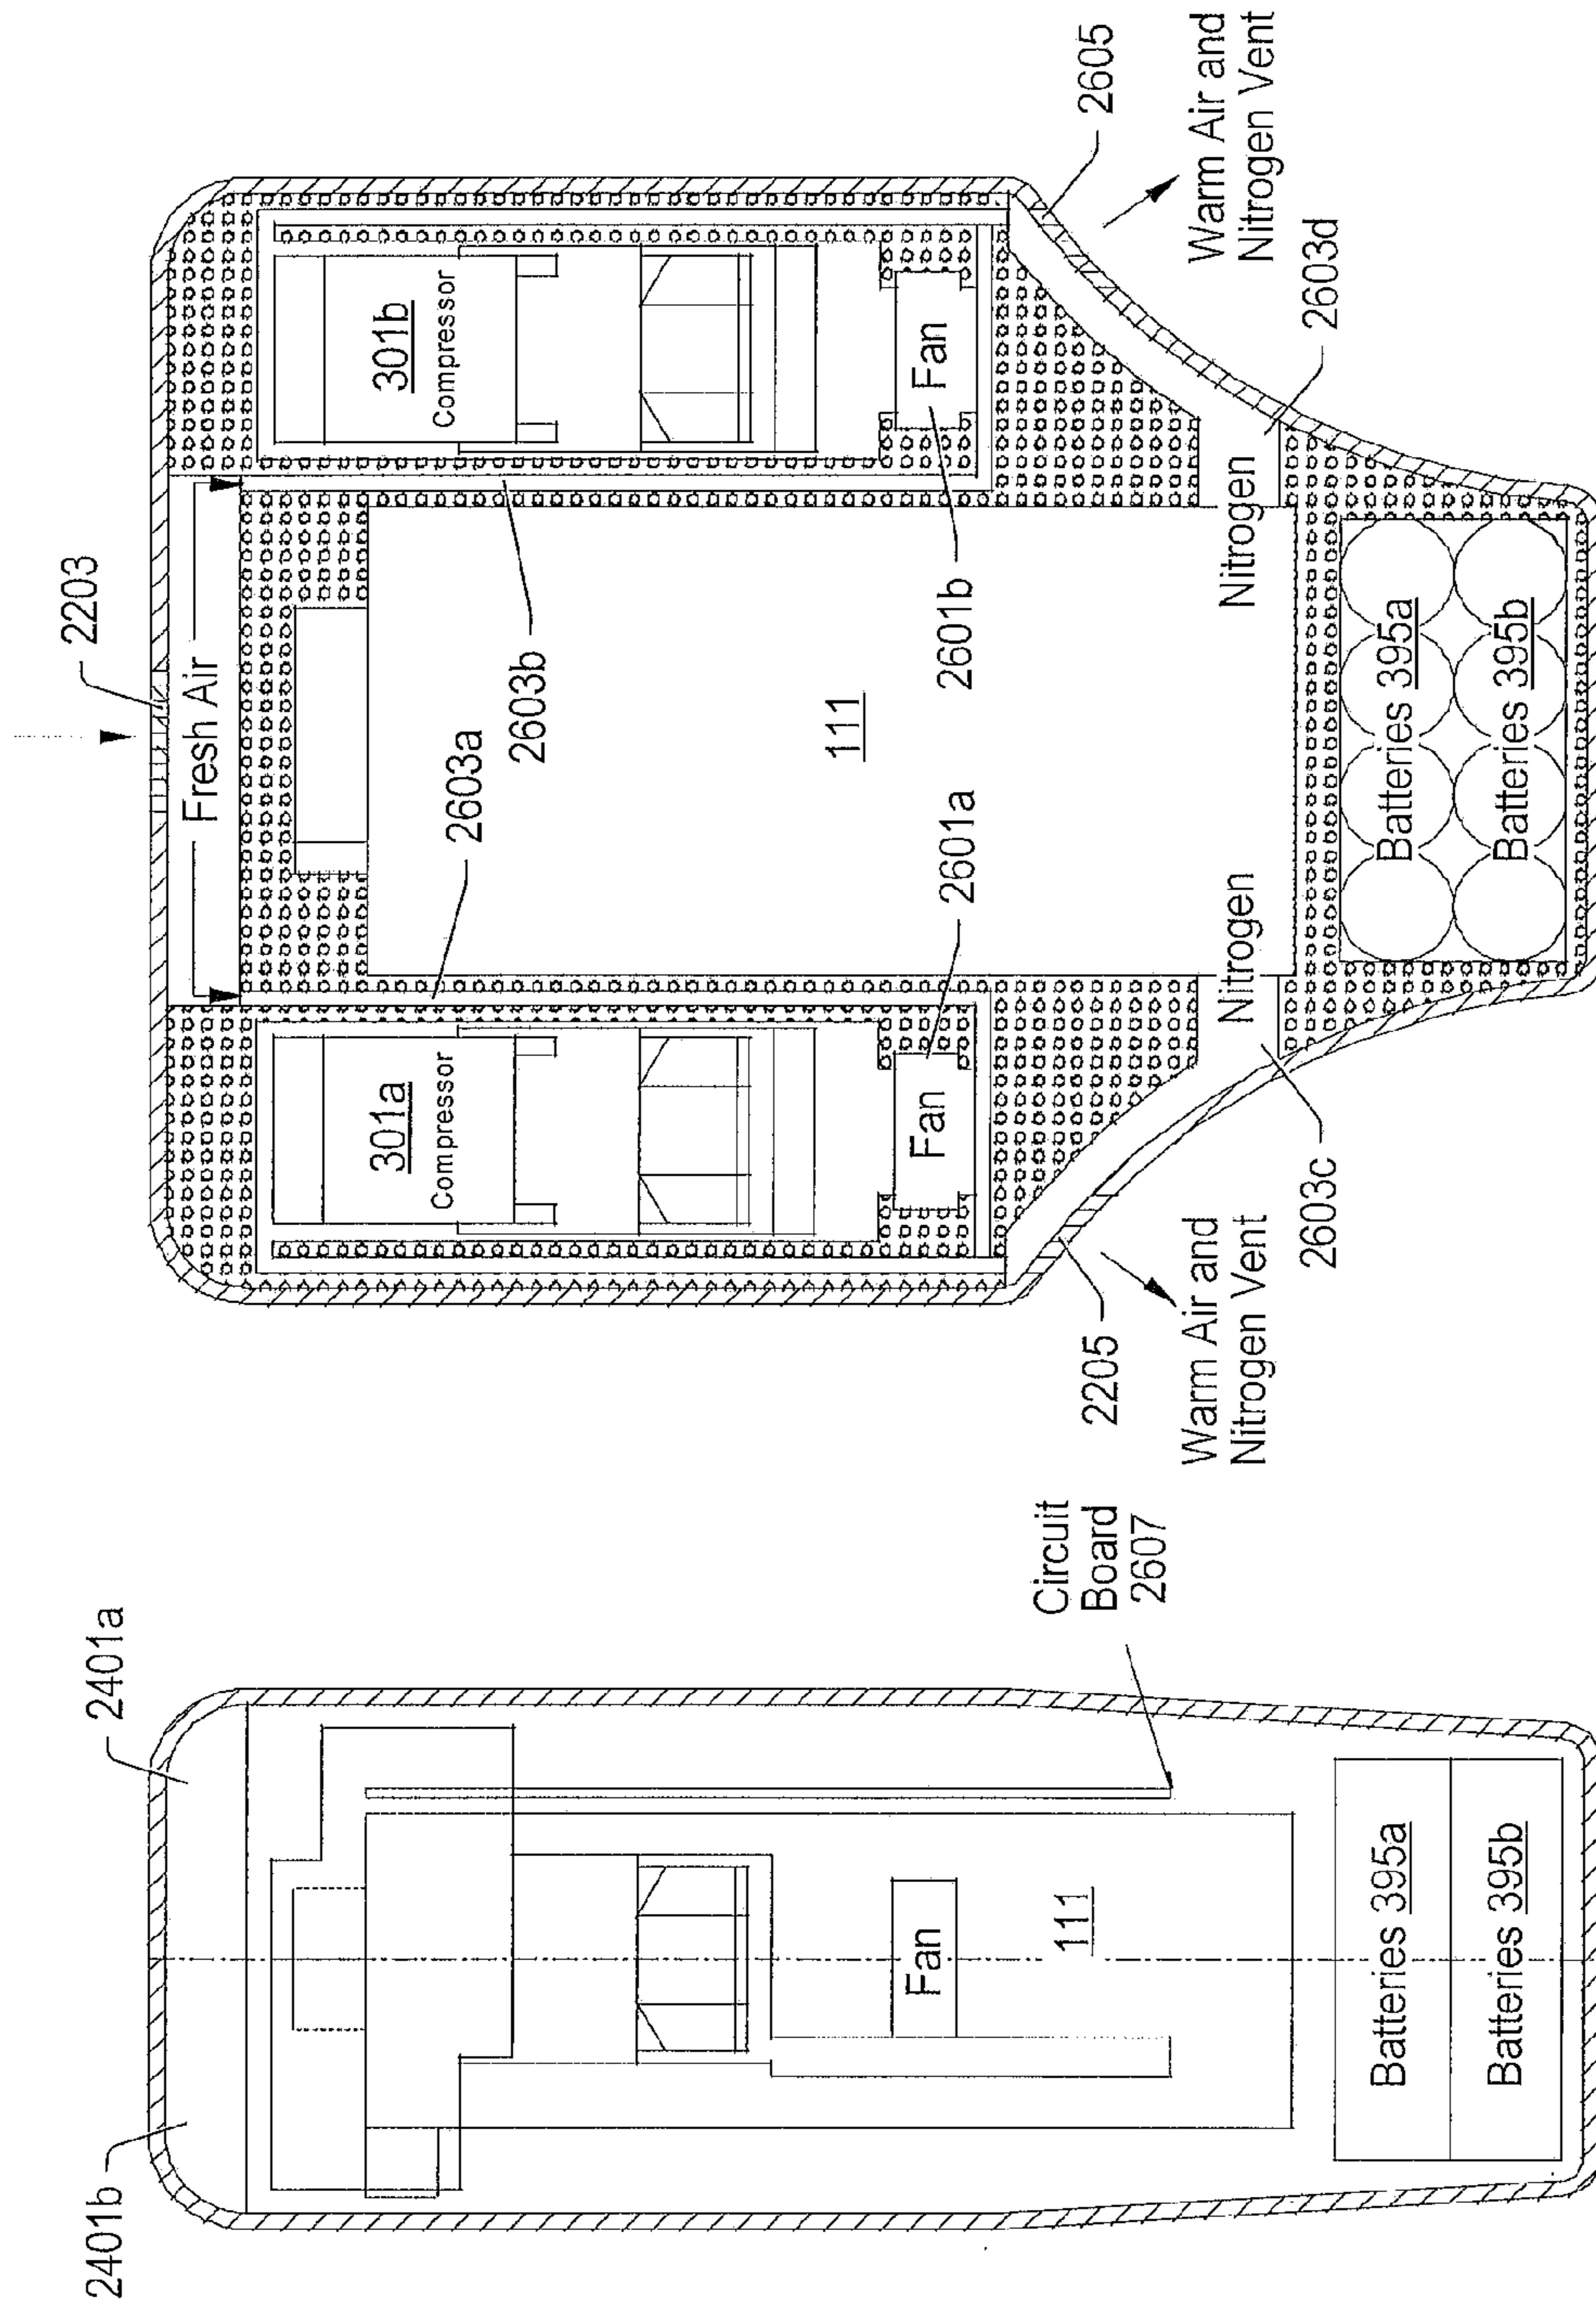 2401b
2401a
Circuit
Board
2607
Fan
111
Batteries 395a
Batteries 395b
2203
Fresh Air
2603a
2603b
301a
Compressor
301b
Compressor
111
Fan
2601a
2601b
Fan
Nitrogen
Nitrogen
2205
Warm Air and
Nitrogen Vent
2603c
2605
Warm Air and
Nitrogen Vent
2603d
Batteries 395a
Batteries 395b